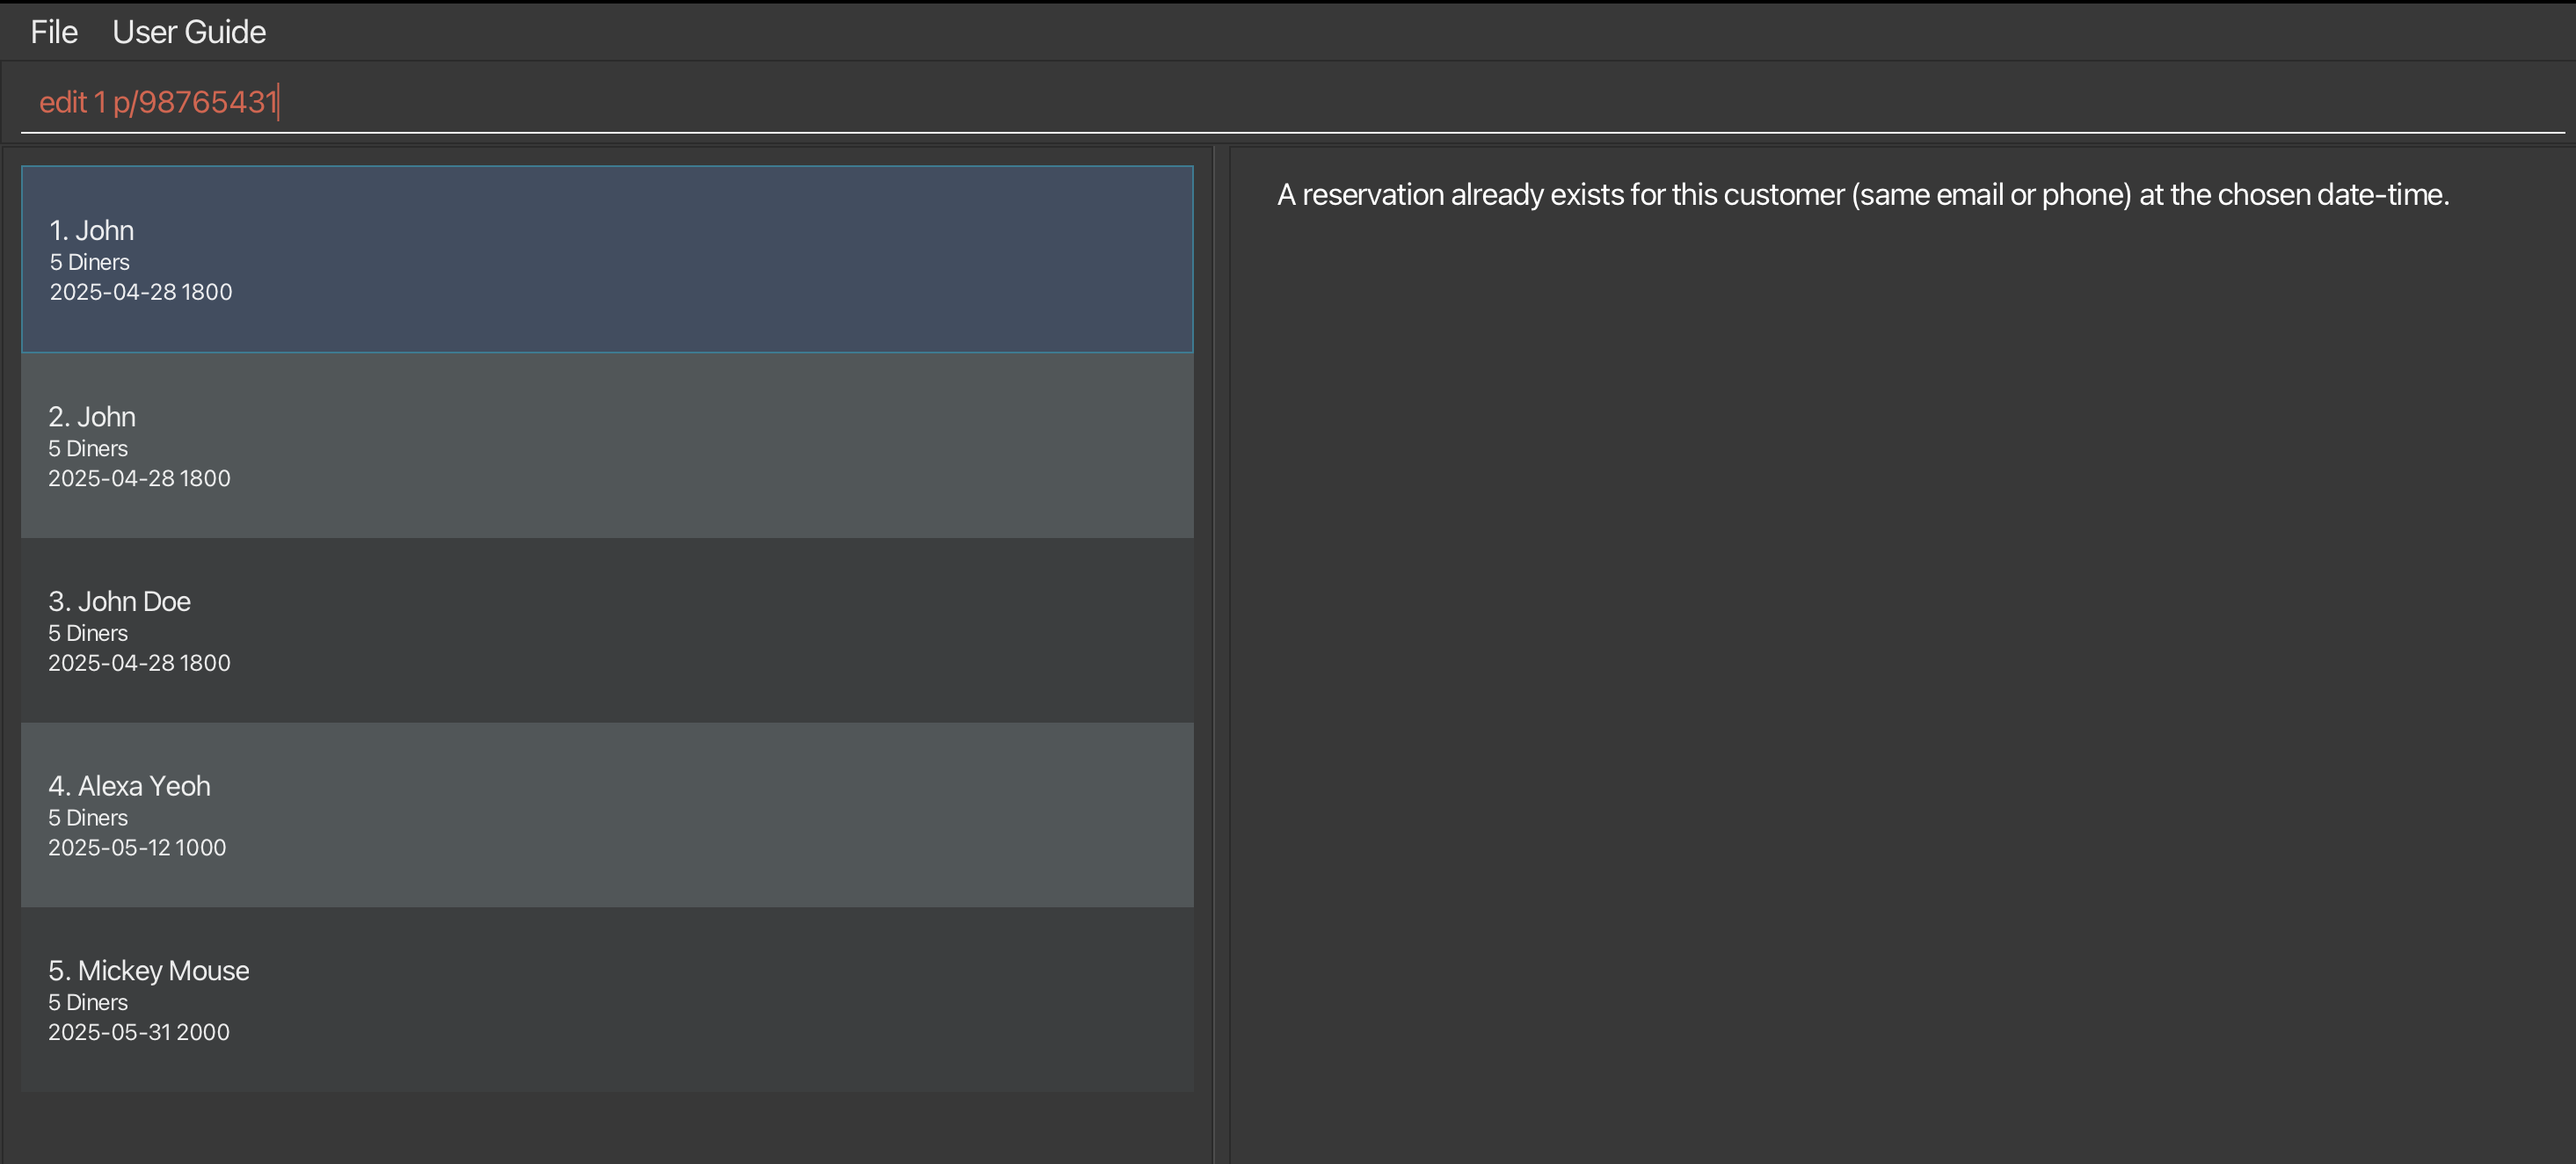 File User Guide
edit 1 p/98765431
1. John
5 Diners
2025-04-28 1800
2. John
5 Diners
2025-04-28 1800
3. John Doe
5 Diners
2025-04-28 1800
4. Alexa Yeoh
5 Diners
2025-05-12 1000
5. Mickey Mouse
5 Diners
2025-05-31 2000
A reservation already exists for this customer (same email or phone) at the chosen date-time.